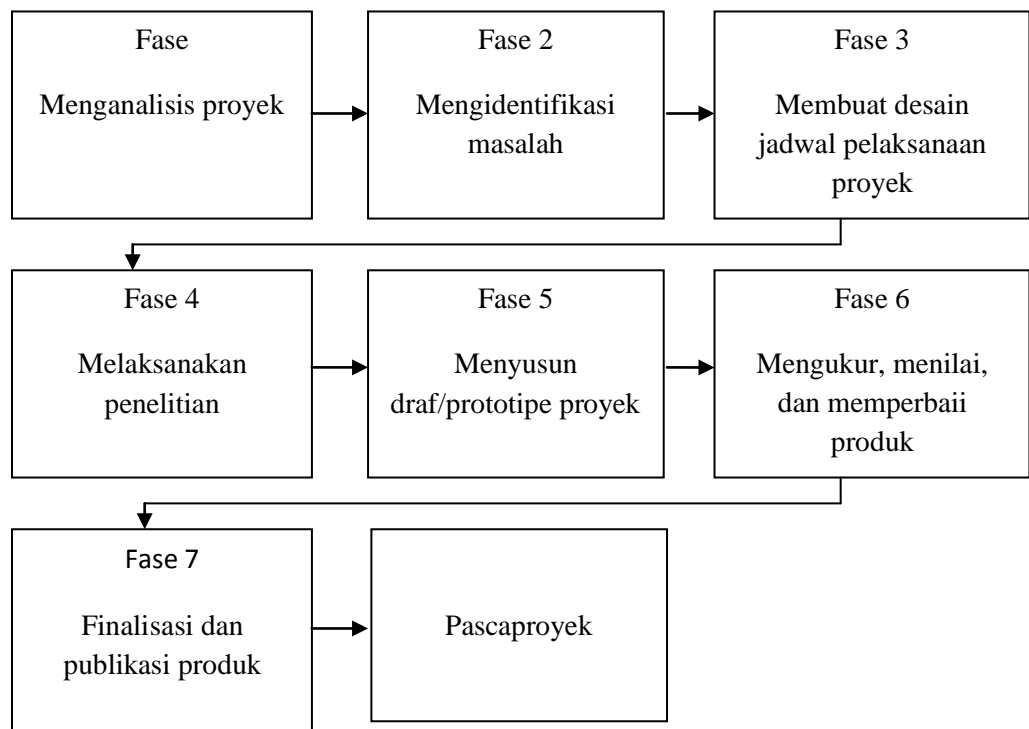 Fase
Menganalisis proyek
Fase 2
Mengidentifikasi
masalah
Fase 3
Membuat desain
jadwal pelaksanaan
proyek
Fase 4
Melaksanakan
penelitian
Fase 5
Menyusun
draf/prototipe proyek
Fase 6
Mengukur, menilai,
dan memperbaii
produk
Fase 7
Finalisasi dan
publikasi produk
Pascaproyek